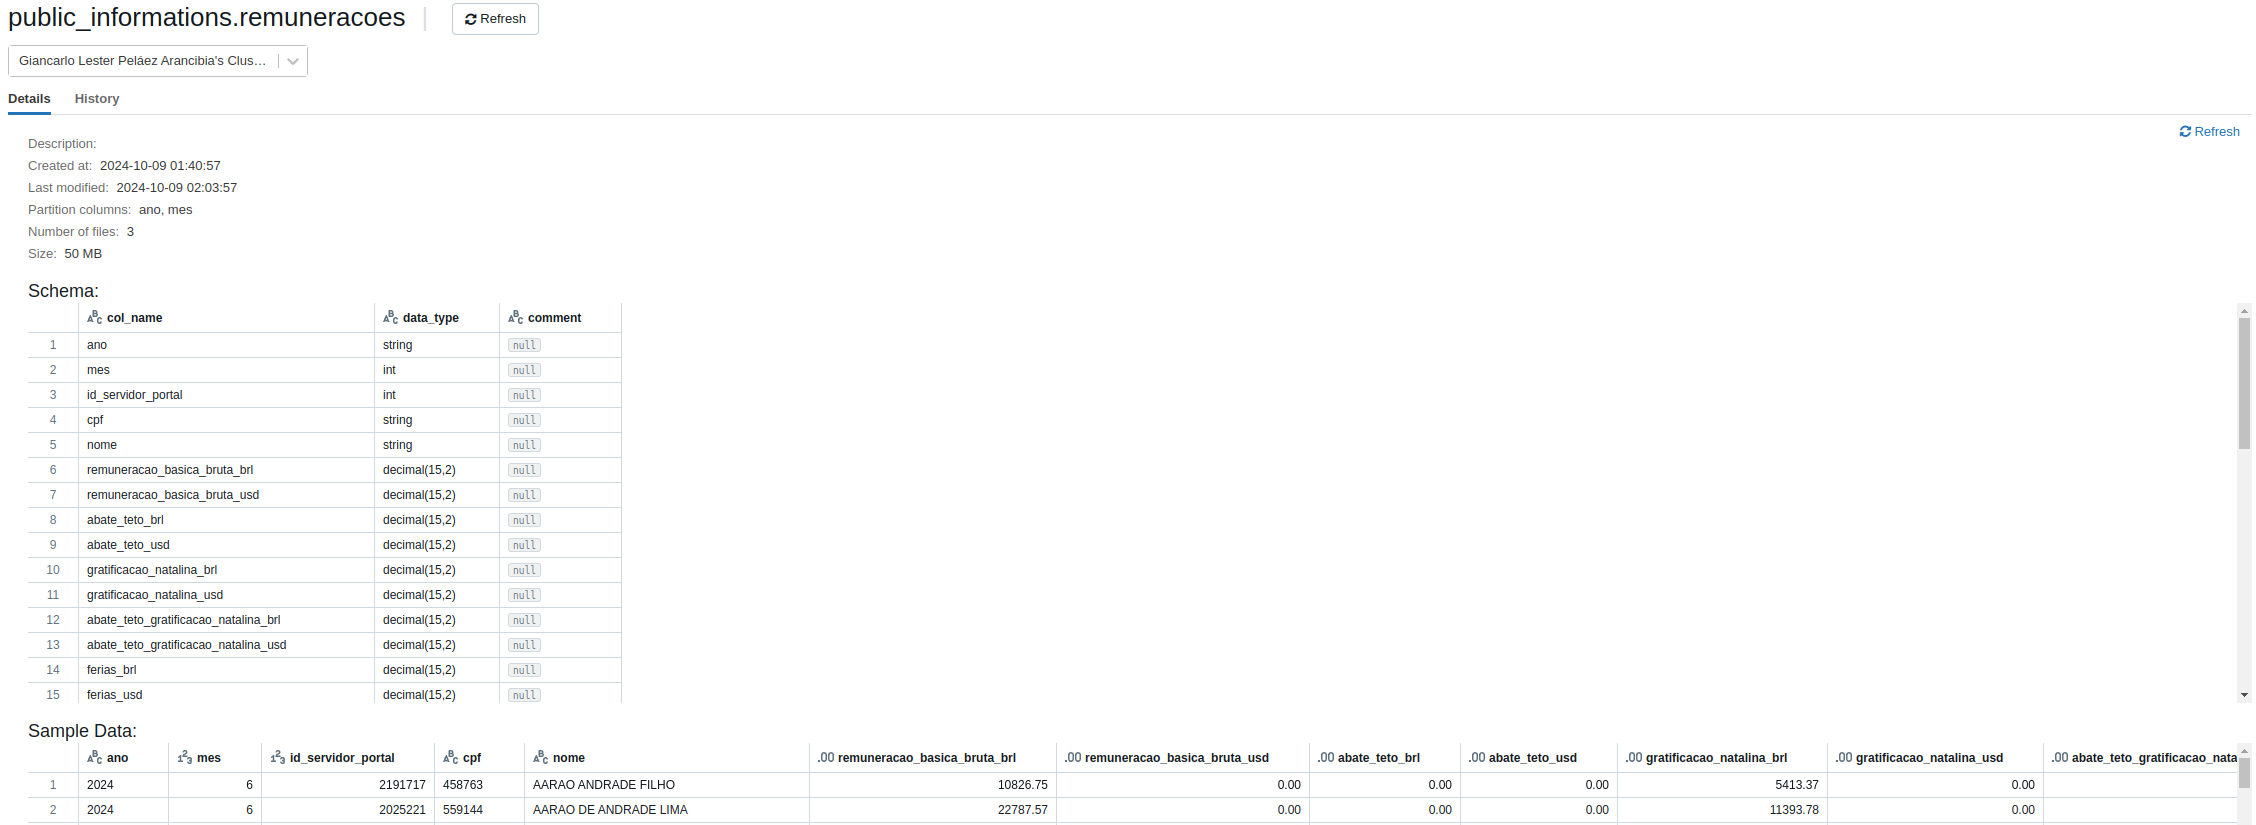 public_informations.remuneracoes | Refresh
Giancarlo Lester Peláez Arancibia's Clus...
Details History
Refresh
Description:
Created at: 2024-10-09 01:40:57
Last modified: 2024-10-09 02:03:57
Partition columns: ano, mes
Number of files: 3
Size: 50 MB
Schema:
col_name data_type comment
1 ano string null
2 mes int null
3 id_servidor_portal int null
4 cpf string null
5 nome string null
6 remuneracao_basica_bruta_brl decimal(15,2) null
7 remuneracao_basica_bruta_usd decimal(15,2) null
8 abate_teto_brl decimal(15,2) null
9 abate_teto_usd decimal(15,2) null
10 gratificacao_natalina_brl decimal(15,2) null
11 gratificacao_natalina_usd decimal(15,2) null
12 abate_teto_gratificacao_natalina_brl decimal(15,2) null
13 abate_teto_gratificacao_natalina_usd decimal(15,2) null
14 ferias_brl decimal(15,2) null
15 ferias_usd decimal(15,2) null
Sample Data:
ano mes id_servidor_portal cpf nome .00 remuneracao_basica_bruta_brl .00 remuneracao_basica_bruta_usd .00 abate_teto_brl .00 abate_teto_usd .00 gratificacao_natalina_brl .00 gratificacao_natalina_usd .00 abate_teto_gratificacao_nata
1 2024 6 2191717 458763 AARAO ANDRADE FILHO 10826.75 0.00 0.00 0.00 5413.37 0.00
2 2024 6 2025221 559144 AARAO DE ANDRADE LIMA 22787.57 0.00 0.00 0.00 11393.78 0.00